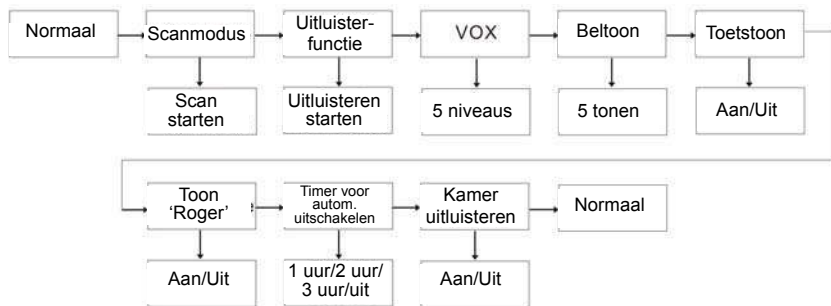 Normaal
Scanmodus
Uitluister-
functie
VOX
Beltoon
Toetstoon
Scan
starten
Uitluisteren
starten
5 niveaus
5 tonen
Aan/Uit
Toon
‘Roger’
Timer voor
autom.
uitschakelen
Kamer
uitluisteren
Normaal
Aan/Uit
1 uur/2 uur/
3 uur/uit
Aan/Uit